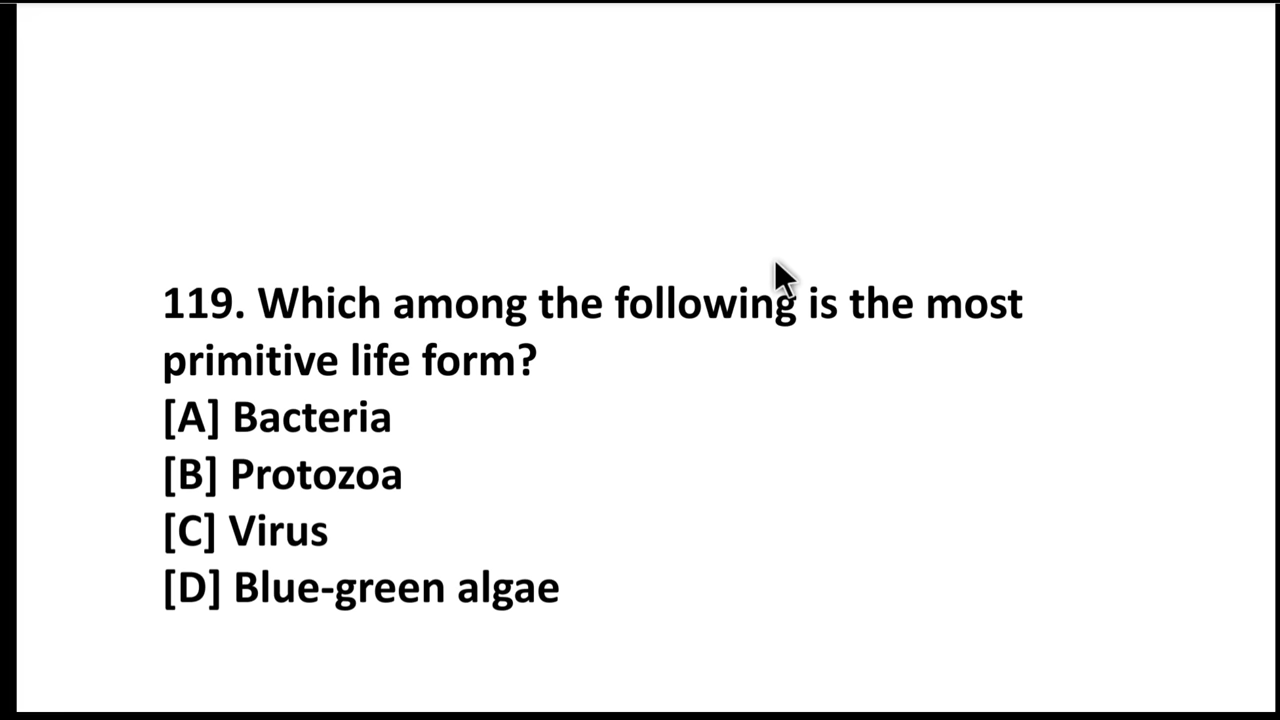 119. Which among the following is the most
primitive life form?
[A] Bacteria
[B] Protozoa
[C] Virus
[D] Blue-green algae